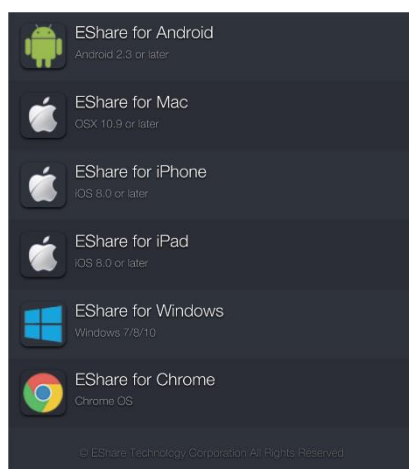 EShare for Android
Android 2.3 or later
EShare for Mac
OSX 10.9 or later
EShare for iPhone
iOS 8.0 or later
EShare for iPad
iOS 8.0 or later
EShare for Windows
Windows 7/8/10
EShare for Chrome
Chrome OS
© EShare Technology Corporation All Rights Reserved